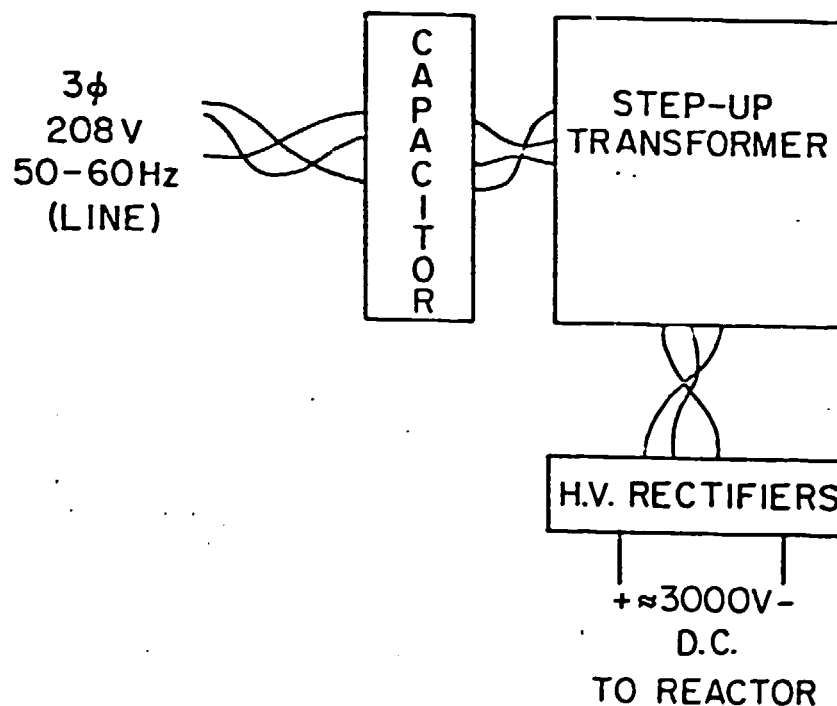 3ϕ
208V
50-60Hz
(LINE)
CAPACITOR
STEP-UP
TRANSFORMER
H.V. RECTIFIERS
+≈3000V-
D.C.
TO REACTOR